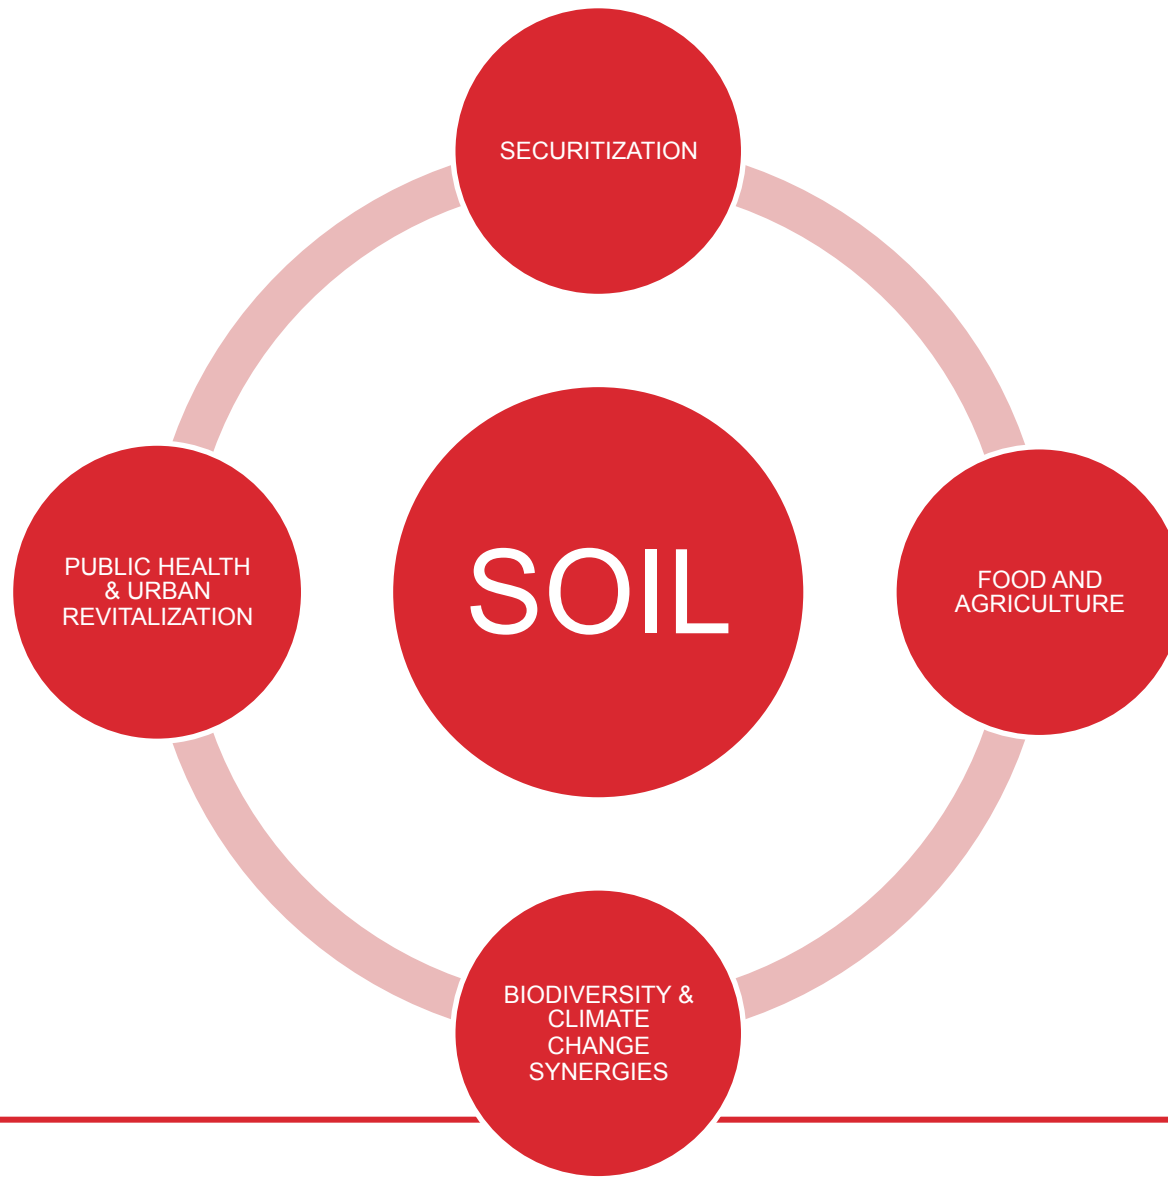 SECURITIZATION
PUBLIC HEALTH
& URBAN
REVITALIZATION
SOIL
FOOD AND
AGRICULTURE
BIODIVERSITY &
CLIMATE
CHANGE
SYNERGIES